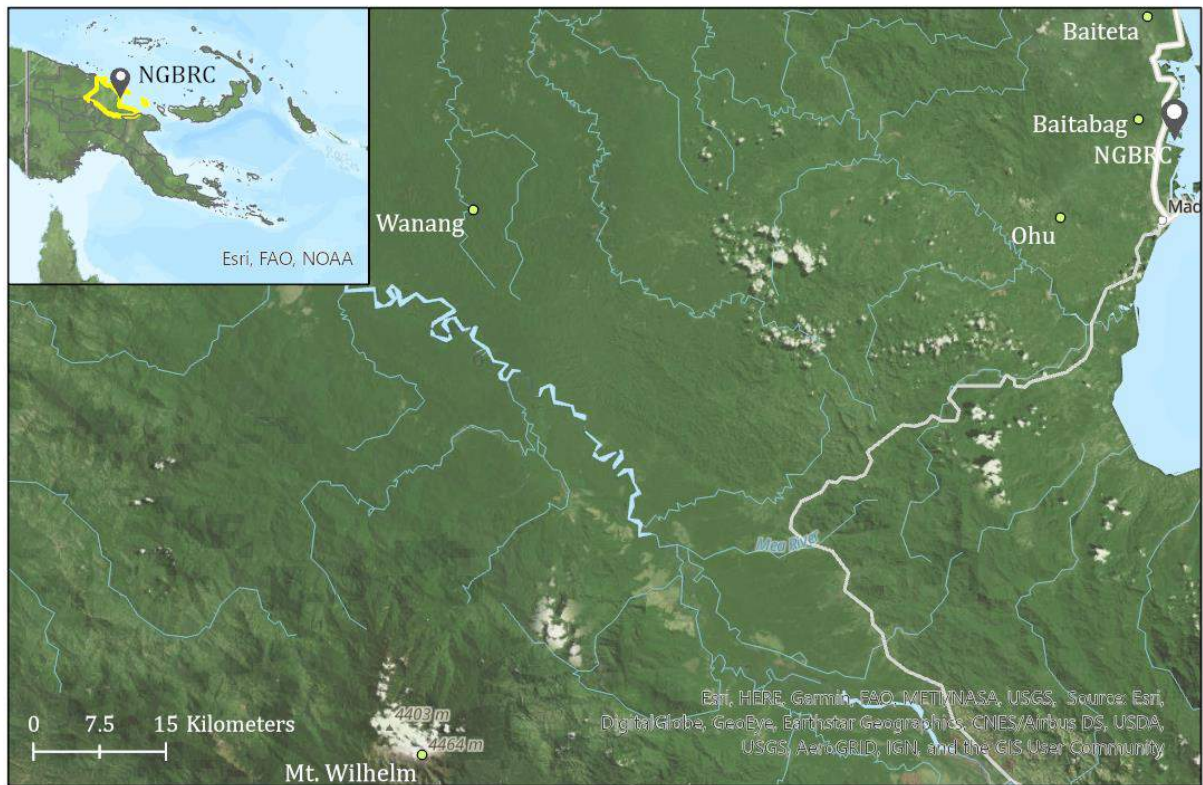 NGBRC
Esri, FAO, NOAA
Baiteta
Baitabag
NGBRC
Mad
Wanang
Ohu
Mea River
Esri, HERE, Garmin, FAO, METI/NASA, USGS, Source: Esri,
DigitalGlobe, GeoEye, Earthstar Geographics, CNES/Airbus DS, USDA,
USGS, AeroGRID, IGN, and the GIS User Community
0 7.5 15 Kilometers
4403 m
4464 m
Mt. Wilhelm